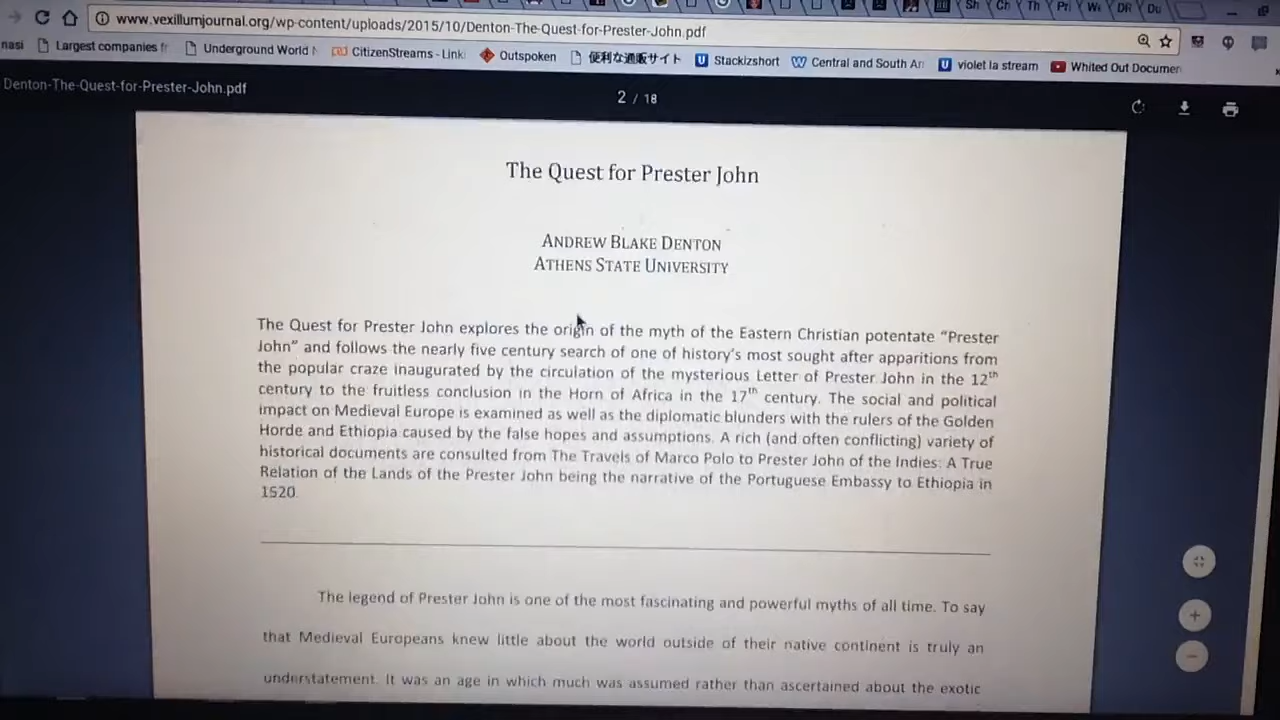 Sh Ch Th Pri Wi DR Du
www.vexillumjournal.org/wp-content/uploads/2015/10/Denton-The-Quest-for-Prester-John.pdf
nasi Largest companies fr Underground World N CitizenStreams - Link Outspoken 便利な通販サイト Stackizshort Central and South An violet la stream Whited Out Documen
Denton-The-Quest-for-Prester-John.pdf
2 / 18
The Quest for Prester John
ANDREW BLAKE DENTON
ATHENS STATE UNIVERSITY
The Quest for Prester John explores the origin of the myth of the Eastern Christian potentate “Prester
John” and follows the nearly five century search of one of history’s most sought after apparitions from
the popular craze inaugurated by the circulation of the mysterious Letter of Prester John in the 12th
century to the fruitless conclusion in the Horn of Africa in the 17th century. The social and political
impact on Medieval Europe is examined as well as the diplomatic blunders with the rulers of the Golden
Horde and Ethiopia caused by the false hopes and assumptions. A rich (and often conflicting) variety of
historical documents are consulted from The Travels of Marco Polo to Prester John of the Indies: A True
Relation of the Lands of the Prester John being the narrative of the Portuguese Embassy to Ethiopia in
1520.
The legend of Prester John is one of the most fascinating and powerful myths of all time. To say
that Medieval Europeans knew little about the world outside of their native continent is truly an
understatement. It was an age in which much was assumed rather than ascertained about the exotic